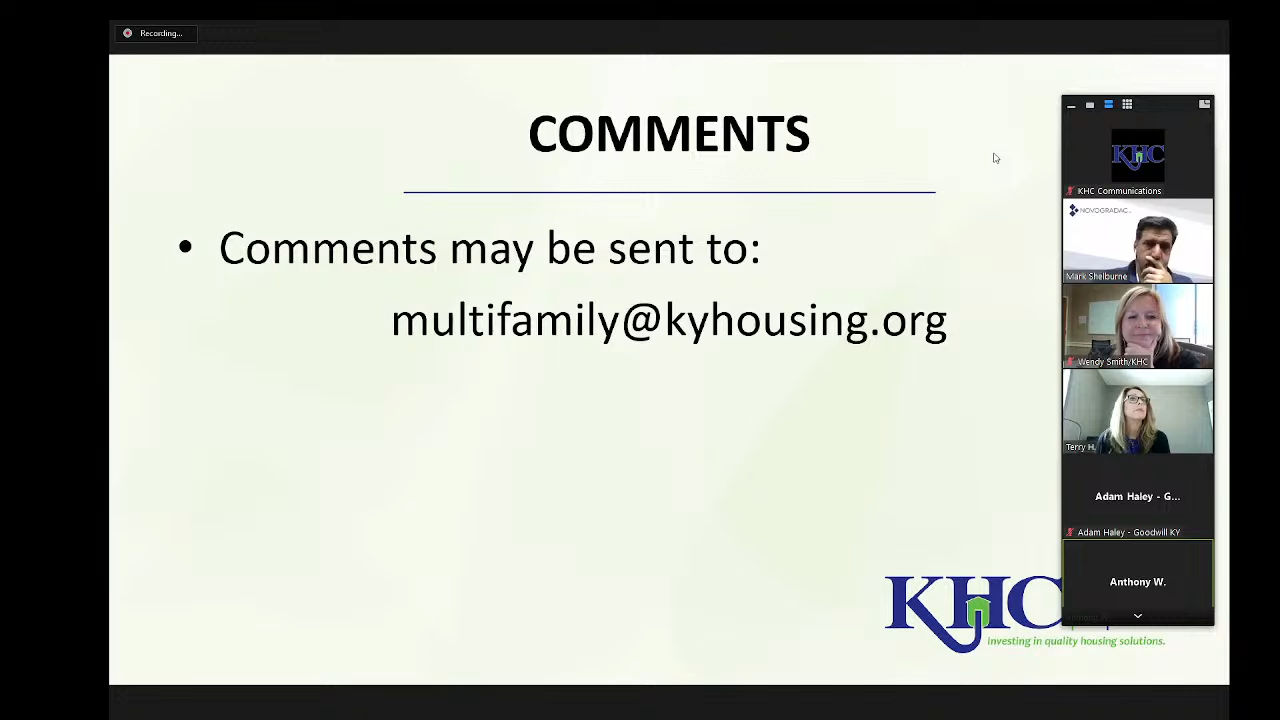 Recording...
COMMENTS
• Comments may be sent to:
multifamily@kyhousing.org
KHC
KHC Communications
NOVOGRADAC...
Mark Shelburne
Wendy Smith/KHC
Terry H.
Adam Haley - G...
Adam Haley - Goodwill KY
Anthony W.
KHC
Investing in quality housing solutions.